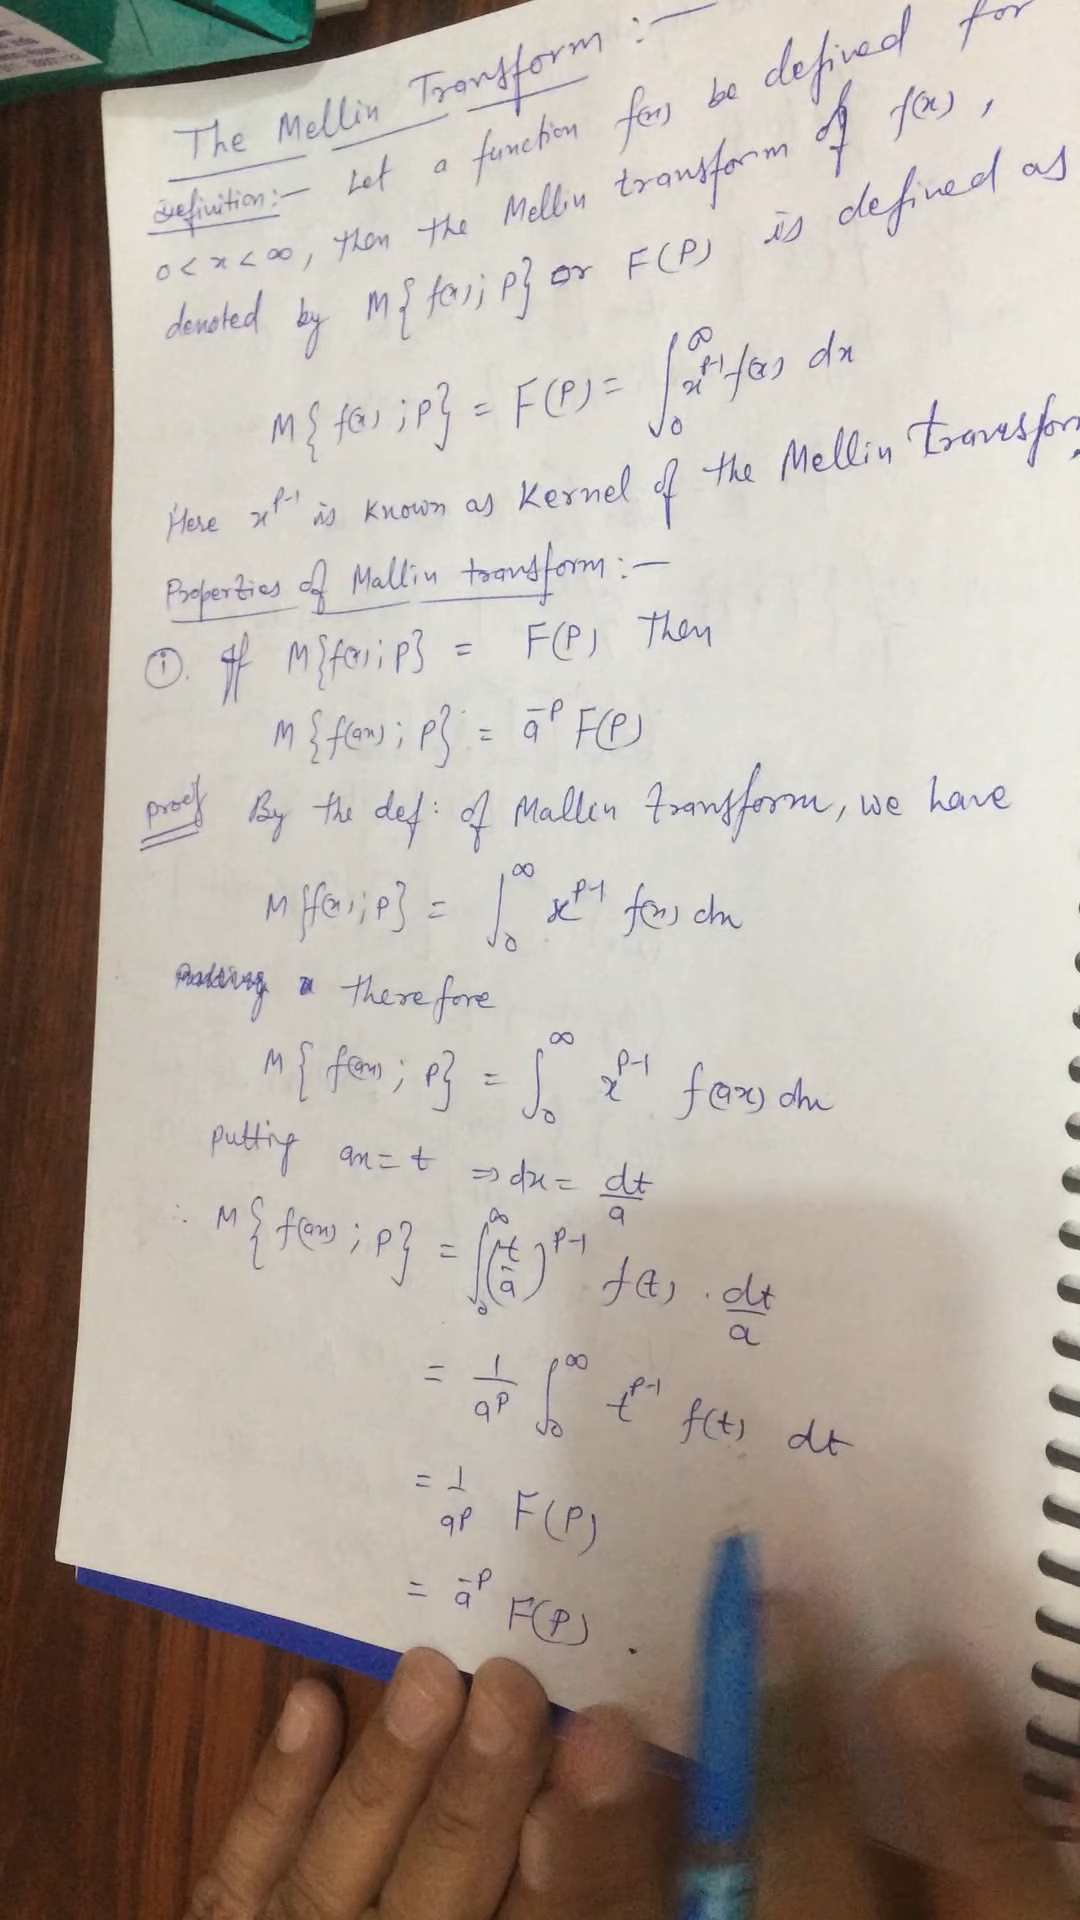 The Mellin Transform :—
Definition:— Let a function f(x) be defined for
0 < x < ∞, then the Mellin transform of f(x),
denoted by M{f(x); P} or F(P) is defined as
M{f(x); P} = F(P) = ∫₀^∞ x^{P-1} f(x) dx
Here x^{P-1} is known as Kernel of the Mellin transform,
Properties of Mallin transform :—
(i). If M{f(x); P} = F(P) Then
M{f(ax); P} = a^{-P} F(P)
Proof By the def: of Mallin transform, we have
M{f(x); P} = ∫₀^∞ x^{P-1} f(x) dx
therefore
M{f(ax); P} = ∫₀^∞ x^{P-1} f(ax) dx
Putting ax = t ⇒ dx = dt/a
∴ M{f(ax); P} = ∫₀^∞ (t/a)^{P-1} f(t) . dt/a
= 1/a^P ∫₀^∞ t^{P-1} f(t) dt
= 1/a^P F(P)
= a^{-P} F(P) .